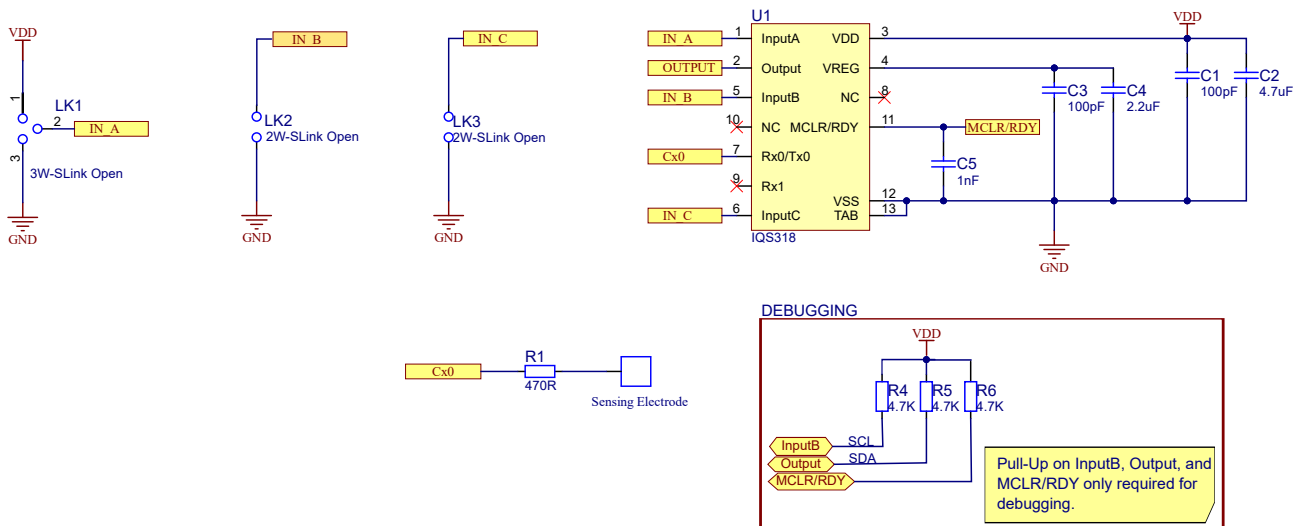 VDD
1
LK1
2
IN_A
3
3W-SLink Open
GND
IN_B
LK2
2W-SLink Open
GND
IN_C
LK3
2W-SLink Open
GND
U1
IN_A
1
InputA
VDD
3
OUTPUT
2
Output
VREG
4
IN_B
5
InputB
NC
8
10
NC
MCLR/RDY
11
MCLR/RDY
Cx0
7
Rx0/Tx0
9
Rx1
VSS
12
IN_C
6
InputC
TAB
13
IQS318
VDD
C1
100pF
C2
4.7uF
C3
100pF
C4
2.2uF
C5
1nF
GND
Cx0
R1
470R
Sensing Electrode
DEBUGGING
VDD
R4
4.7K
R5
4.7K
R6
4.7K
InputB
SCL
Output
SDA
MCLR/RDY
Pull-Up on InputB, Output, and
MCLR/RDY only required for
debugging.